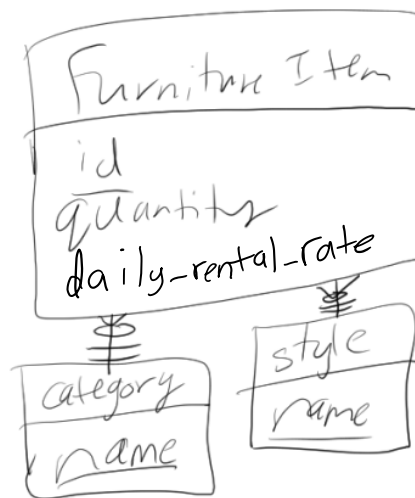 Furniture Item
id
quantity
daily_rental_rate
category
name
style
name